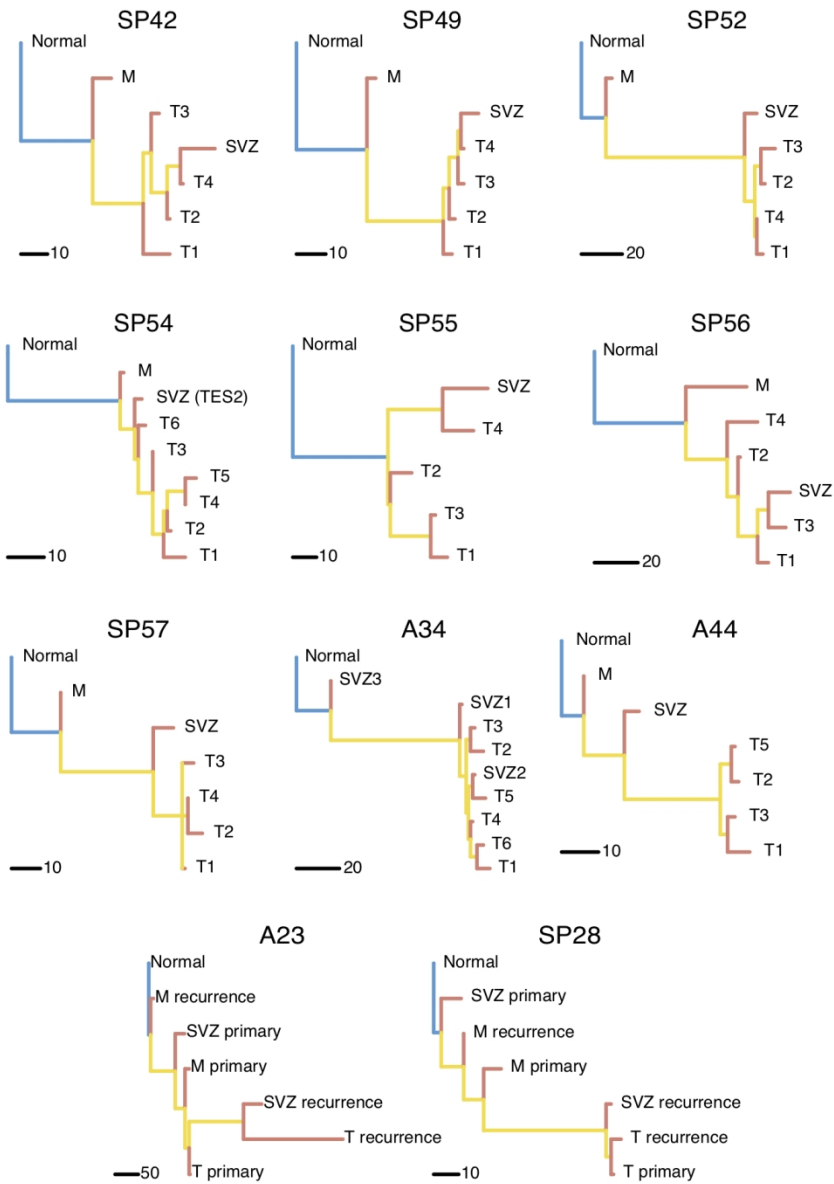 SP42
Normal
M
T3
SVZ
T4
T2
T1
10
SP49
Normal
M
SVZ
T4
T3
T2
T1
10
SP52
Normal
M
SVZ
T3
T2
T4
T1
20
SP54
Normal
M
SVZ (TES2)
T6
T3
T5
T4
T2
T1
10
SP55
Normal
SVZ
T4
T2
T3
T1
10
SP56
Normal
M
T4
T2
SVZ
T3
T1
20
SP57
Normal
M
SVZ
T3
T4
T2
T1
10
A34
Normal
SVZ3
SVZ1
T3
T2
SVZ2
T5
T4
T6
T1
20
A44
Normal
M
SVZ
T5
T2
T3
T1
10
A23
Normal
M recurrence
SVZ primary
M primary
SVZ recurrence
T recurrence
T primary
50
SP28
Normal
SVZ primary
M recurrence
M primary
SVZ recurrence
T recurrence
T primary
10